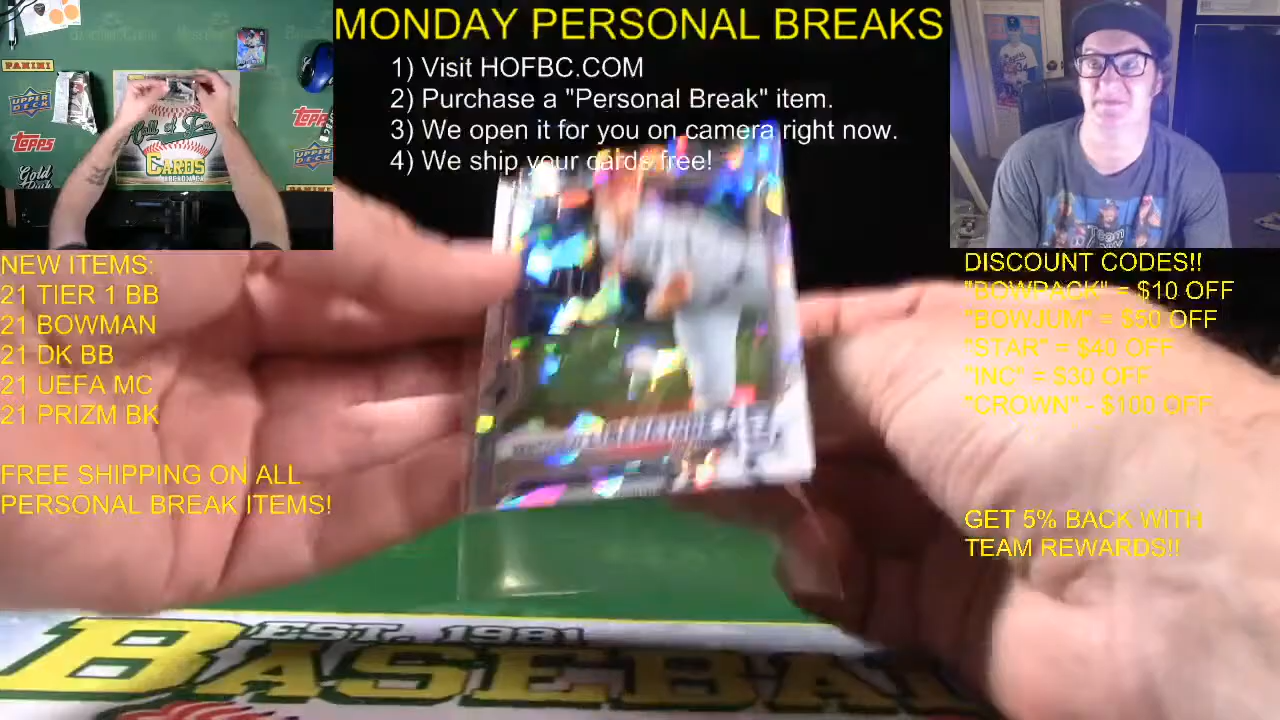 MONDAY PERSONAL BREAKS
1) Visit HOFBC.COM
2) Purchase a "Personal Break" item.
3) We open it for you on camera right now.
4) We ship your cards free!
PANINI
UPPER DECK
Topps
Gold
CARDS
NEW ITEMS:
21 TIER 1 BB
21 BOWMAN
21 DK BB
21 UEFA MC
21 PRIZM BK
FREE SHIPPING ON ALL
PERSONAL BREAK ITEMS!
DISCOUNT CODES!!
"BOWPACK" = $10 OFF
"BOWJUM" = $50 OFF
"STAR" = $40 OFF
"INC" = $30 OFF
"CROWN" - $100 OFF
GET 5% BACK WITH
TEAM REWARDS!!
EST. 1981